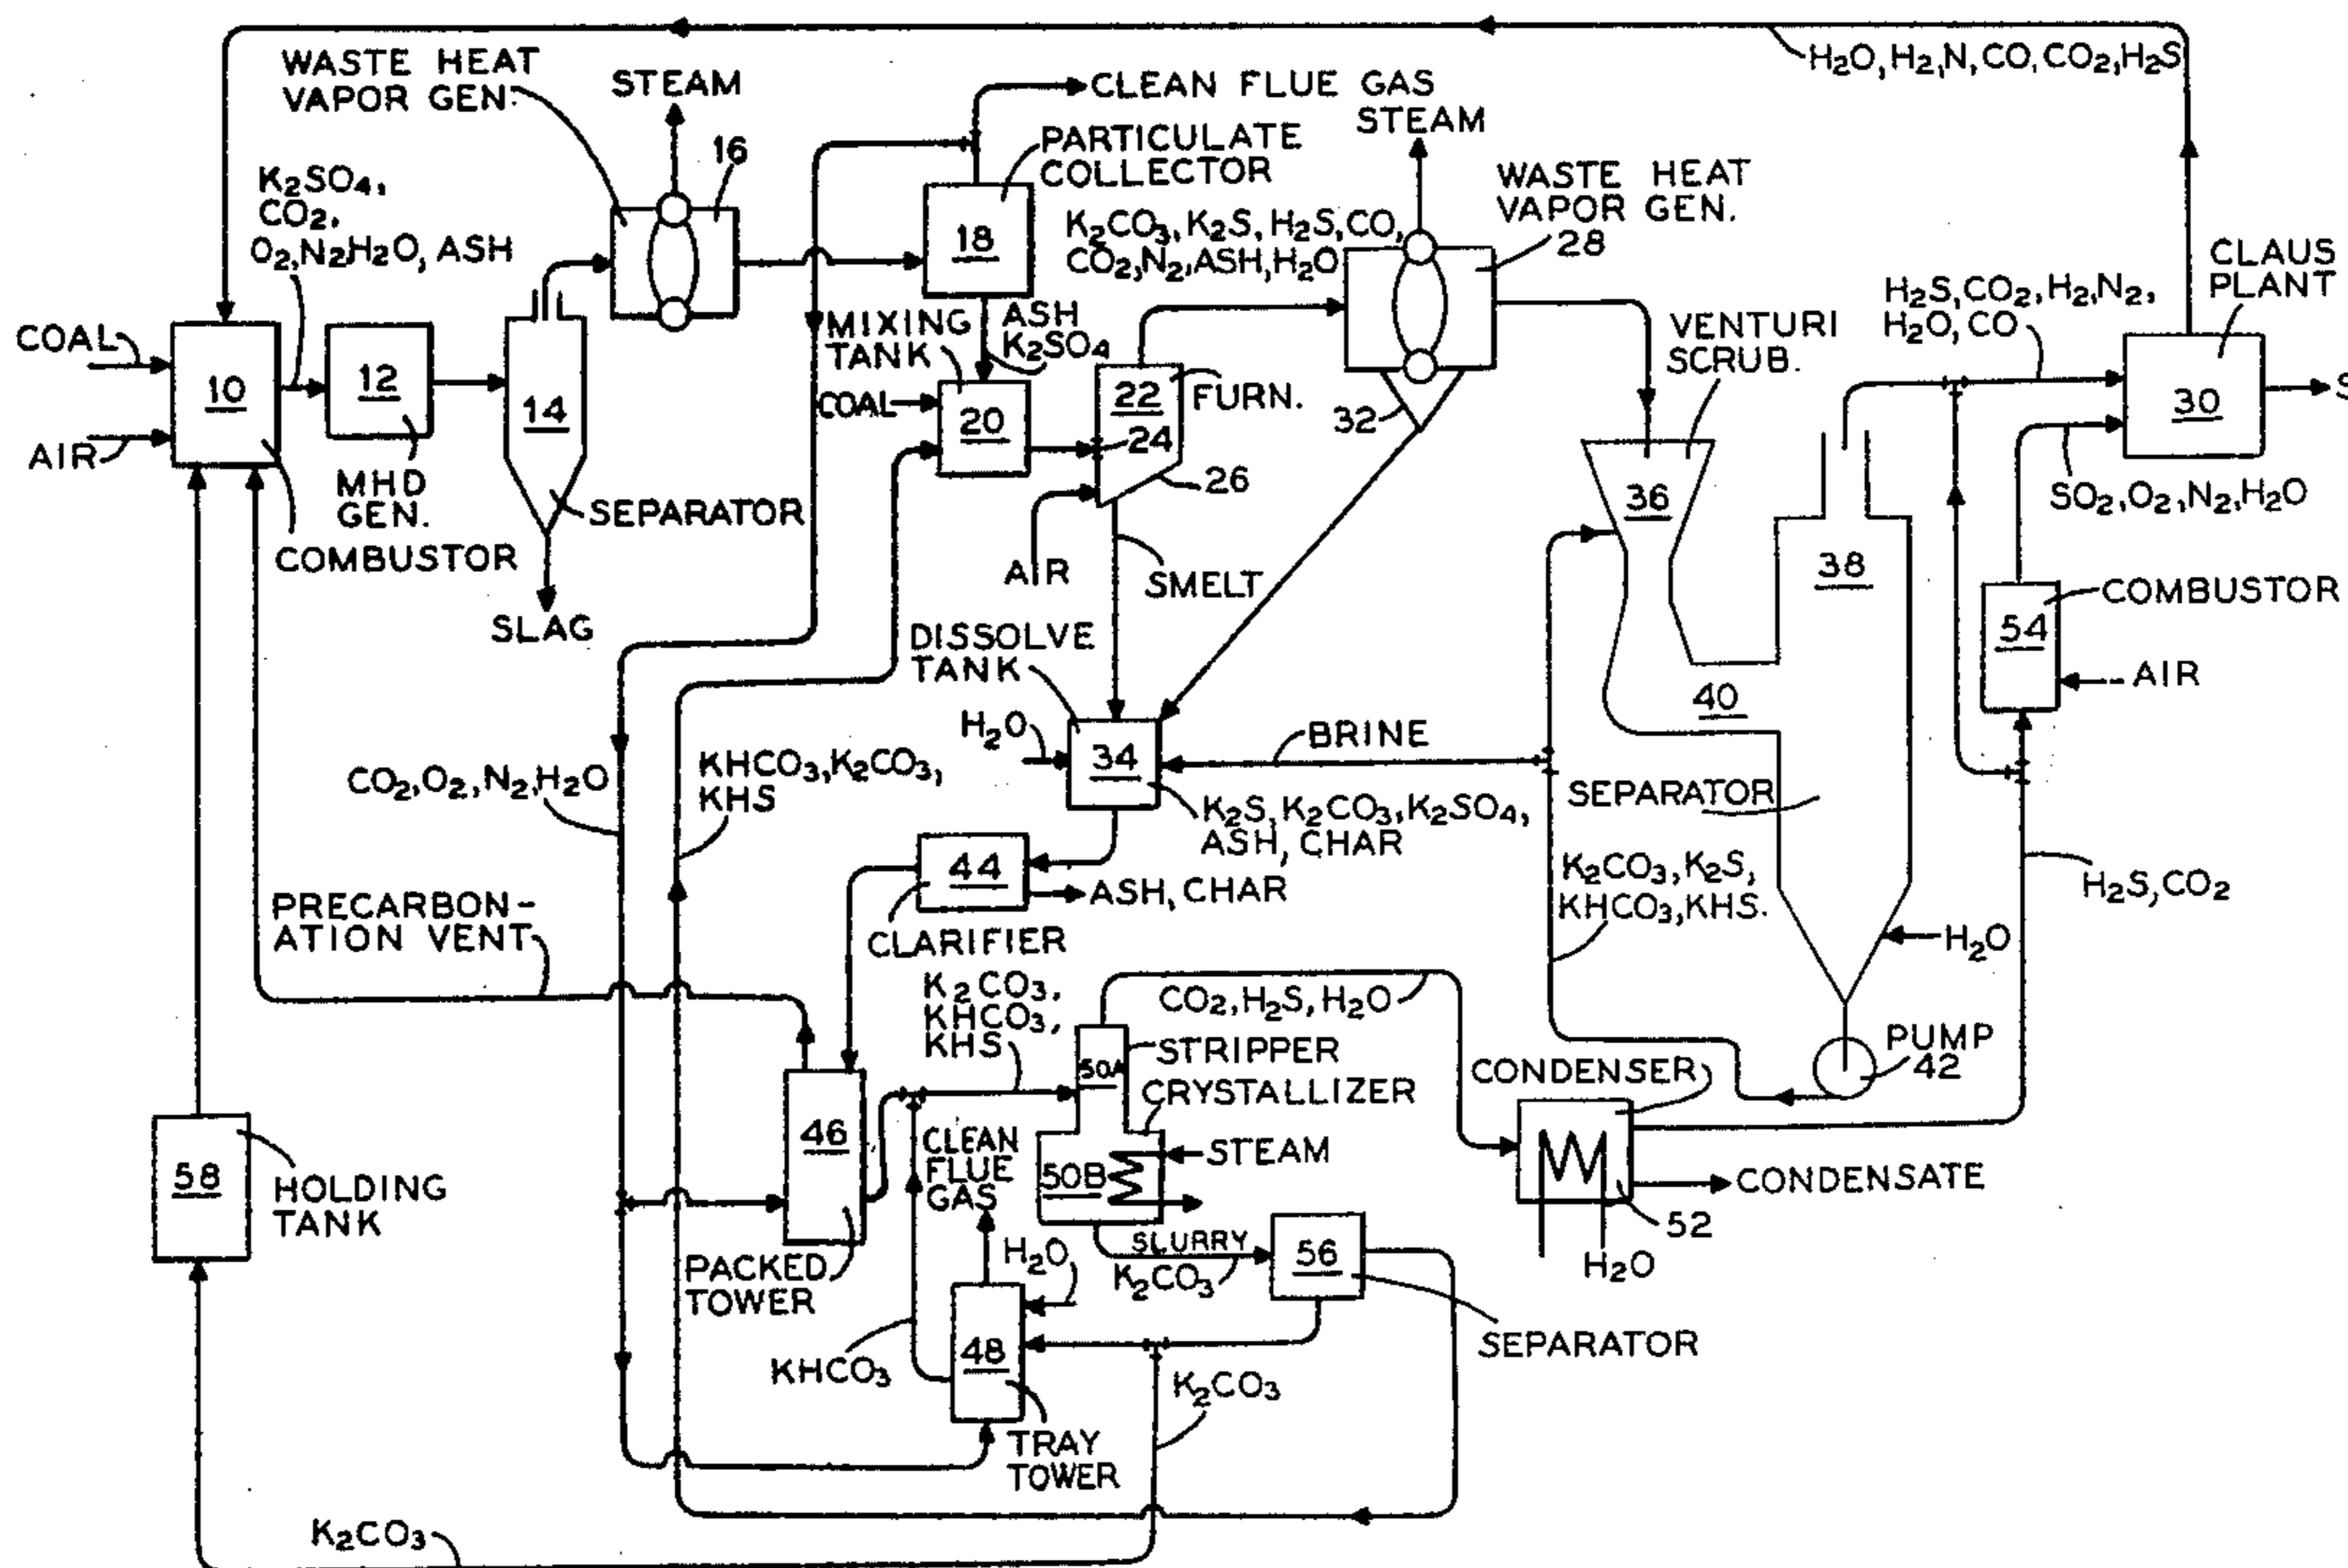 H2O, H2,N, CO, CO2, H2S
WASTE HEAT
VAPOR GEN.
STEAM
CLEAN FLUE GAS
STEAM
PARTICULATE
COLLECTOR
16
K2SO4,
CO2,
O2,N2H2O, ASH
18
K2CO3, K2S, H2S, CO,
CO2, N2, ASH, H2O
WASTE HEAT
VAPOR GEN.
28
CLAUS
PLANT
H2S, CO2, H2, N2,
H2O, CO
COAL
AIR
10
12
14
MHD
GEN.
SEPARATOR
COMBUSTOR
SLAG
MIXING
TANK
ASH
K2SO4
COAL
20
22
FURN.
24
26
AIR
SMELT
32
VENTURI
SCRUB.
30
S
36
SO2, O2, N2, H2O
38
COMBUSTOR
54
AIR
40
DISSOLVE
TANK
H2O
34
BRINE
CO2, O2, N2, H2O
KHCO3, K2CO3,
KHS
K2S, K2CO3, K2SO4,
ASH, CHAR
SEPARATOR
44
ASH, CHAR
CLARIFIER
K2CO3, K2S,
KHCO3, KHS.
H2S, CO2
H2O
PRECARBON-
ATION VENT
K2CO3,
KHCO3,
KHS
CO2, H2S, H2O
50A
STRIPPER
CRYSTALLIZER
PUMP
42
CONDENSER
46
CLEAN
FLUE
GAS
50B
STEAM
CONDENSATE
52
H2O
58
HOLDING
TANK
PACKED
TOWER
H2O
SLURRY
K2CO3
56
SEPARATOR
KHCO3
48
K2CO3
TRAY
TOWER
K2CO3